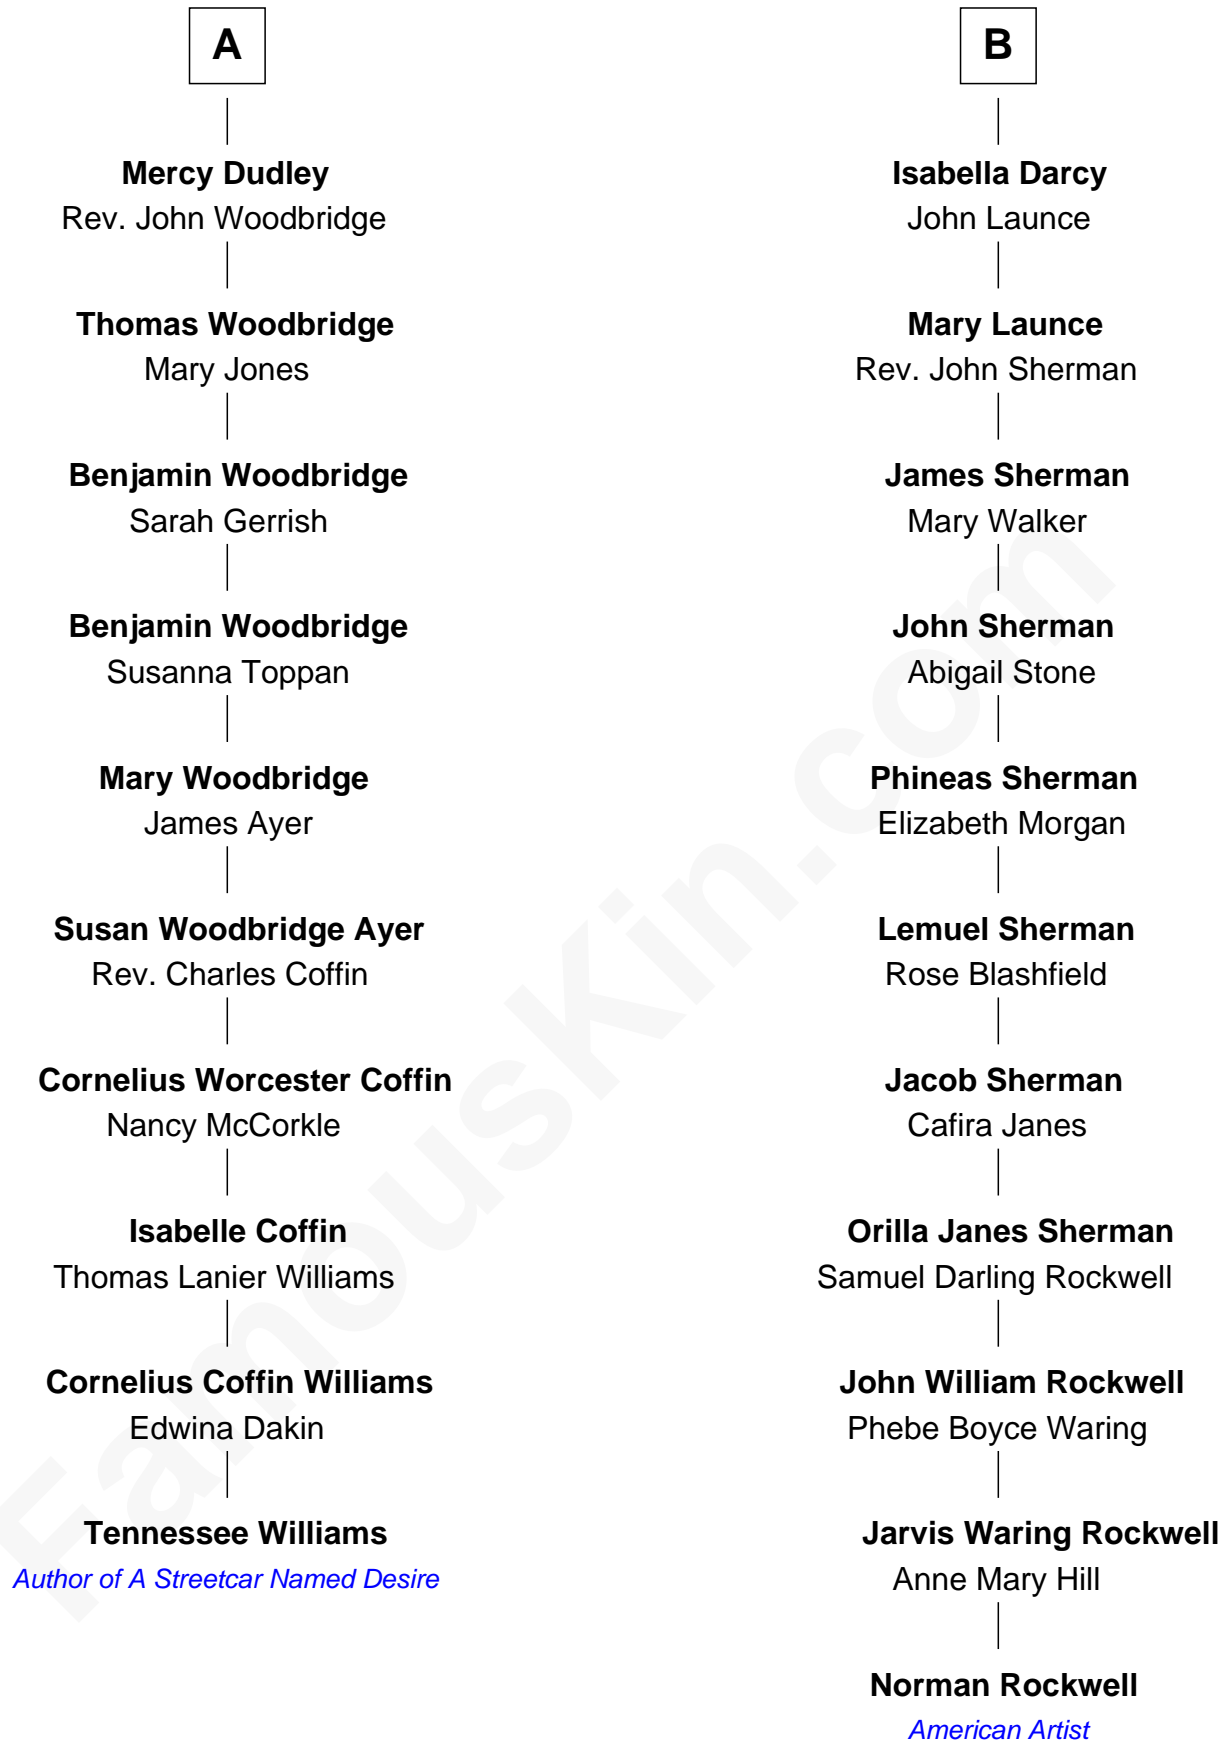 A
Mercy Dudley
Rev. John Woodbridge
Thomas Woodbridge
Mary Jones
Benjamin Woodbridge
Sarah Gerrish
Benjamin Woodbridge
Susanna Toppan
Mary Woodbridge
James Ayer
Susan Woodbridge Ayer
Rev. Charles Coffin
Cornelius Worcester Coffin
Nancy McCorkle
Isabelle Coffin
Thomas Lanier Williams
Cornelius Coffin Williams
Edwina Dakin
Tennessee Williams
Author of A Streetcar Named Desire
B
Isabella Darcy
John Launce
Mary Launce
Rev. John Sherman
James Sherman
Mary Walker
John Sherman
Abigail Stone
Phineas Sherman
Elizabeth Morgan
Lemuel Sherman
Rose Blashfield
Jacob Sherman
Cafira Janes
Orilla Janes Sherman
Samuel Darling Rockwell
John William Rockwell
Phebe Boyce Waring
Jarvis Waring Rockwell
Anne Mary Hill
Norman Rockwell
American Artist
FamousKin.com